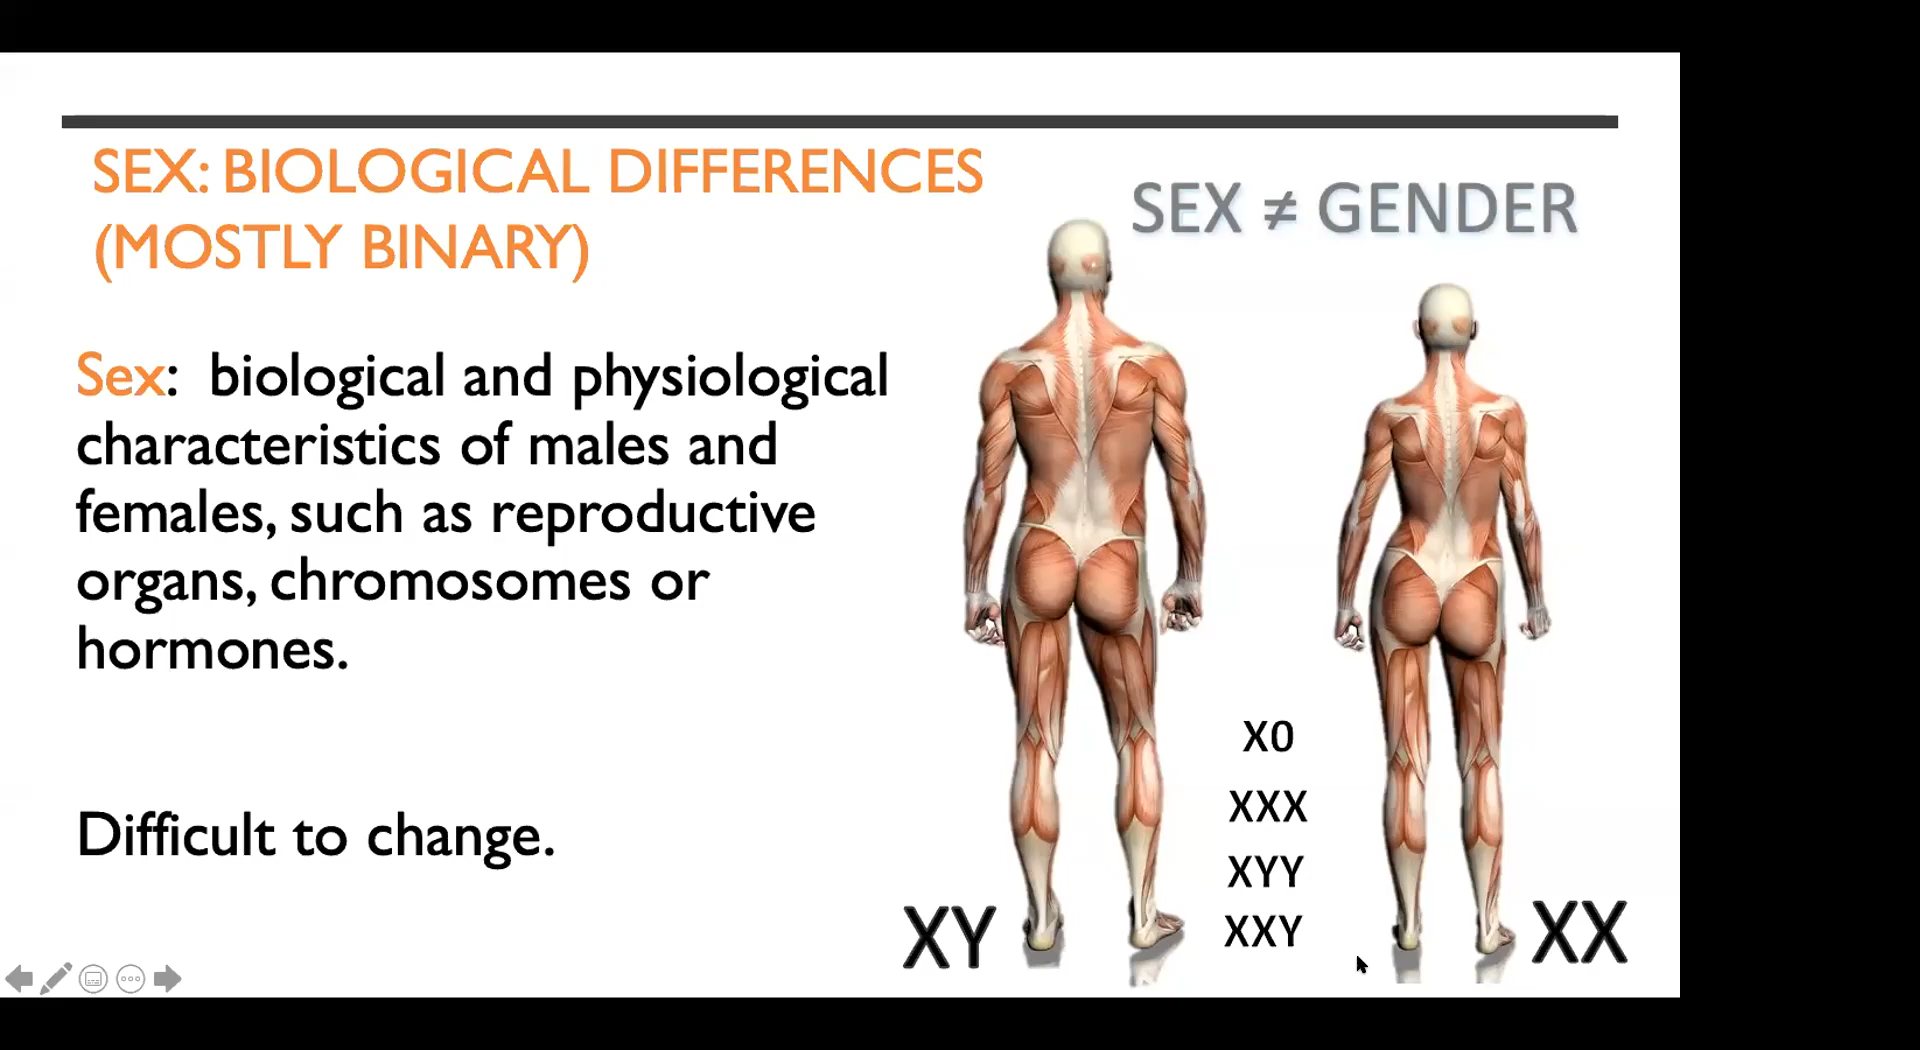 SEX: BIOLOGICAL DIFFERENCES
(MOSTLY BINARY)
SEX ≠ GENDER
Sex:  biological and physiological
characteristics of males and
females, such as reproductive
organs, chromosomes or
hormones.
Difficult to change.
XY
X0
XXX
XYY
XXY
XX